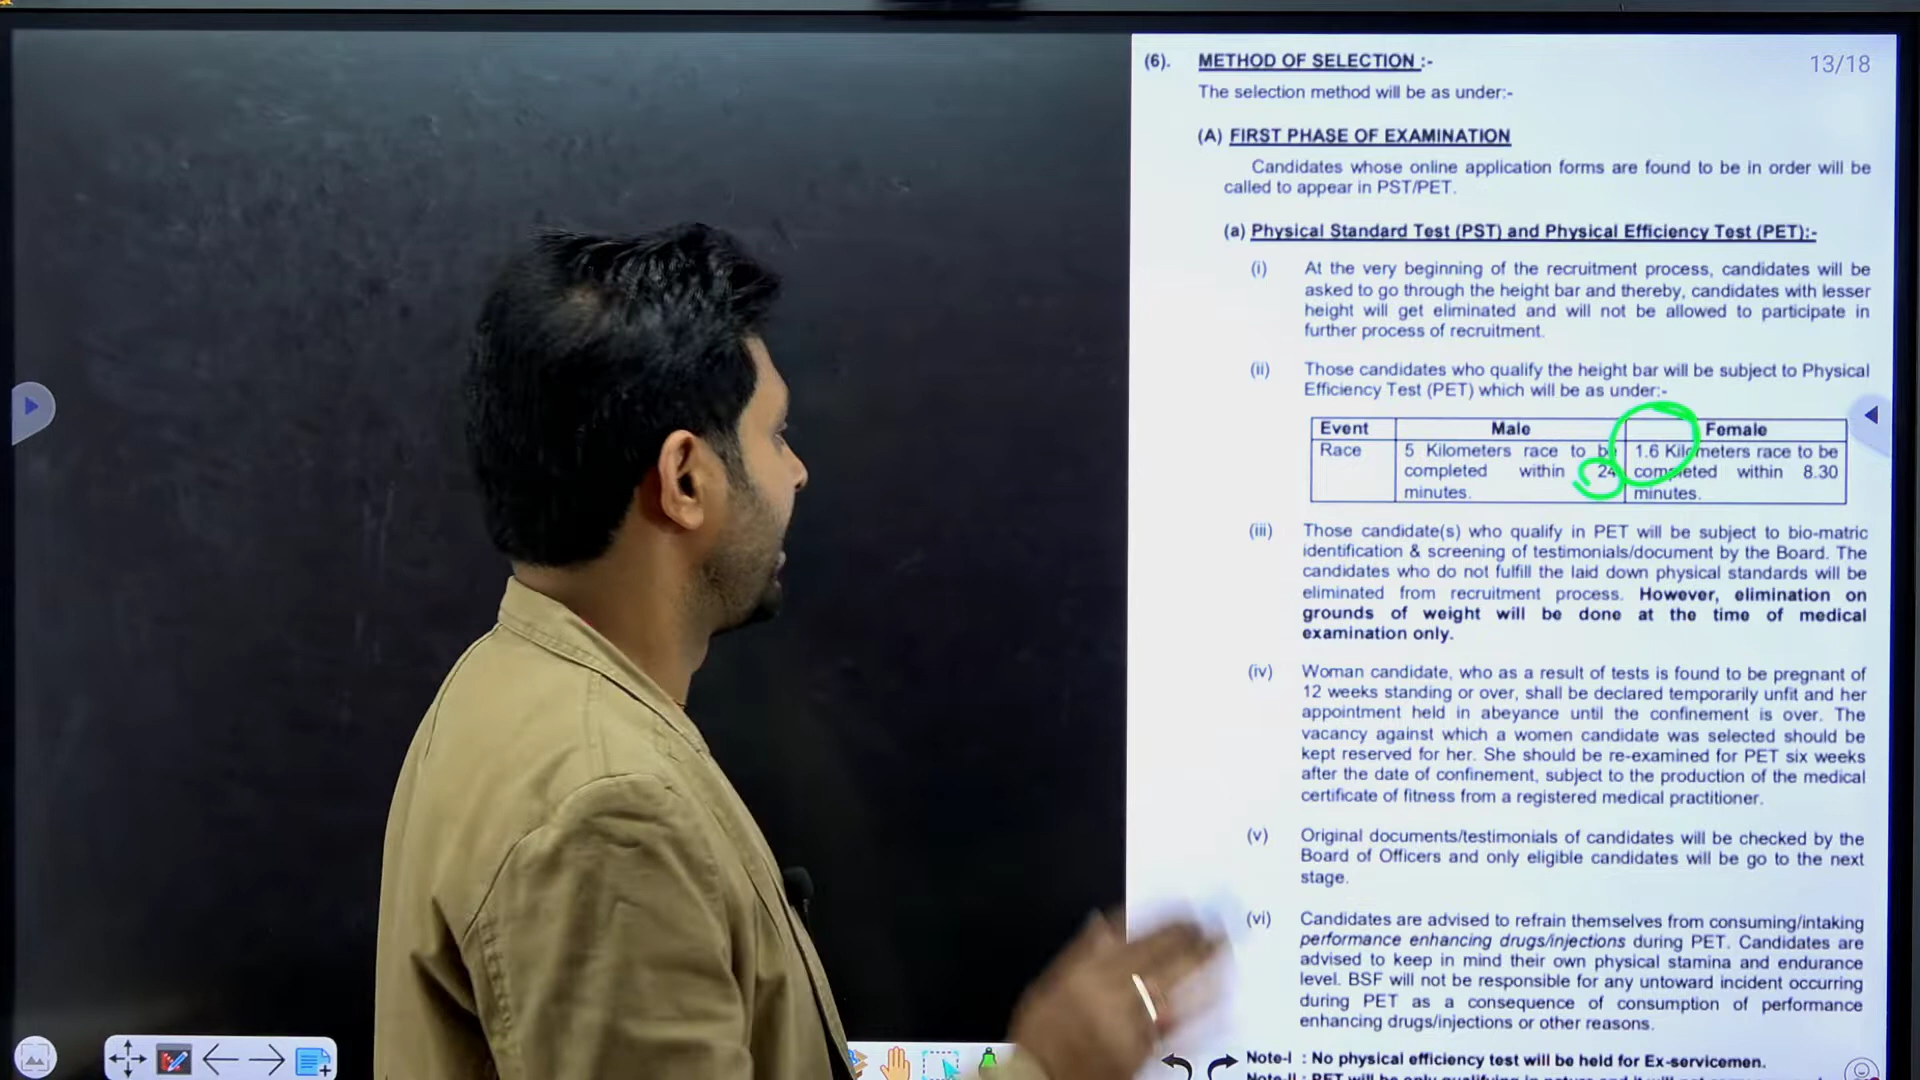 13/18
(6). METHOD OF SELECTION :-
The selection method will be as under:-
(A) FIRST PHASE OF EXAMINATION
Candidates whose online application forms are found to be in order will be
called to appear in PST/PET.
(a) Physical Standard Test (PST) and Physical Efficiency Test (PET):-
(i) At the very beginning of the recruitment process, candidates will be
asked to go through the height bar and thereby, candidates with lesser
height will get eliminated and will not be allowed to participate in
further process of recruitment.
(ii) Those candidates who qualify the height bar will be subject to Physical
Efficiency Test (PET) which will be as under:-
Event Male Female
Race 5 Kilometers race to be 1.6 Kilometers race to be
completed within 24 completed within 8.30
minutes. minutes.
(iii) Those candidate(s) who qualify in PET will be subject to bio-matric
identification & screening of testimonials/document by the Board. The
candidates who do not fulfill the laid down physical standards will be
eliminated from recruitment process. However, elimination on
grounds of weight will be done at the time of medical
examination only.
(iv) Woman candidate, who as a result of tests is found to be pregnant of
12 weeks standing or over, shall be declared temporarily unfit and her
appointment held in abeyance until the confinement is over. The
vacancy against which a women candidate was selected should be
kept reserved for her. She should be re-examined for PET six weeks
after the date of confinement, subject to the production of the medical
certificate of fitness from a registered medical practitioner.
(v) Original documents/testimonials of candidates will be checked by the
Board of Officers and only eligible candidates will be go to the next
stage.
(vi) Candidates are advised to refrain themselves from consuming/intaking
performance enhancing drugs/injections during PET. Candidates are
advised to keep in mind their own physical stamina and endurance
level. BSF will not be responsible for any untoward incident occurring
during PET as a consequence of consumption of performance
enhancing drugs/injections or other reasons.
Note-I : No physical efficiency test will be held for Ex-servicemen.
Note-II : PET will be only qualifying in nature and it will not